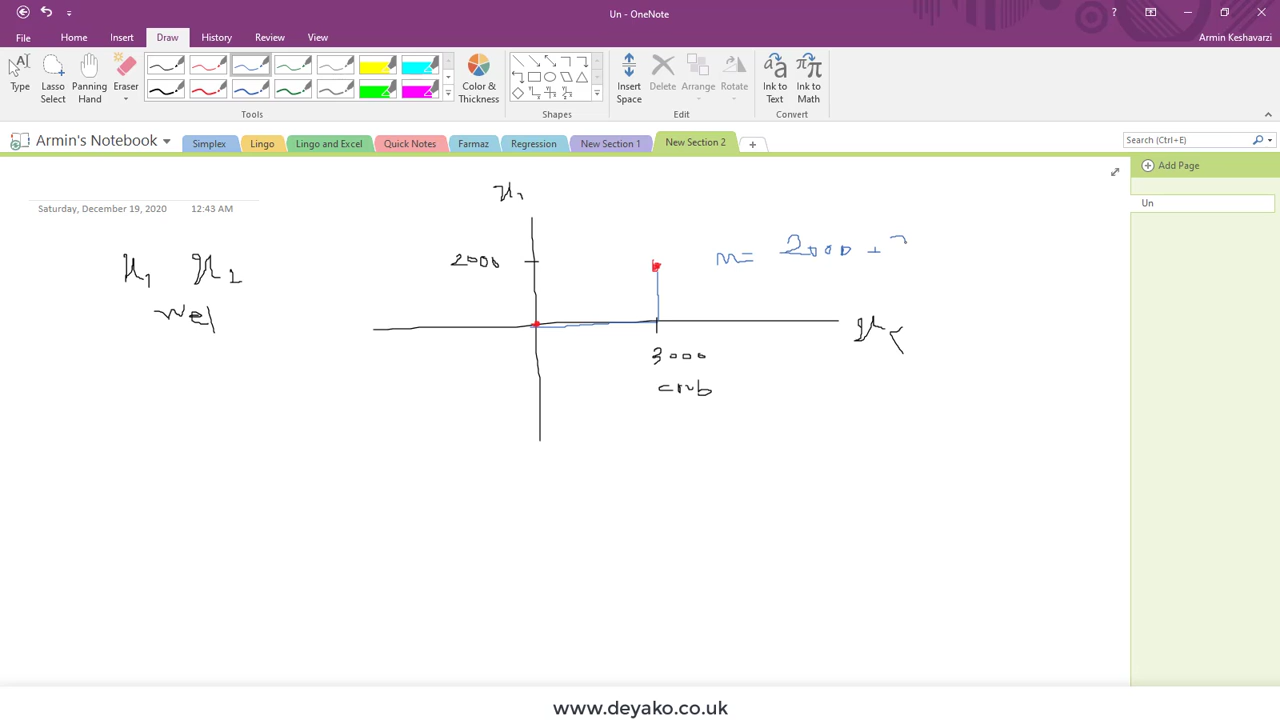 Un - OneNote
?
File Home Insert Draw History Review View
Armin Keshavarzi
Type
Lasso Select
Panning Hand
Eraser
Color & Thickness
Insert Space
Delete
Arrange
Rotate
Ink to Text
Ink to Math
Tools
Shapes
Edit
Convert
Armin's Notebook
Simplex Lingo Lingo and Excel Quick Notes Farmaz Regression New Section 1 New Section 2
Search (Ctrl+E)
Add Page
Un
Saturday, December 19, 2020 12:43 AM
x1 x2
2000
m= 2000 +
3000
www.deyako.co.uk